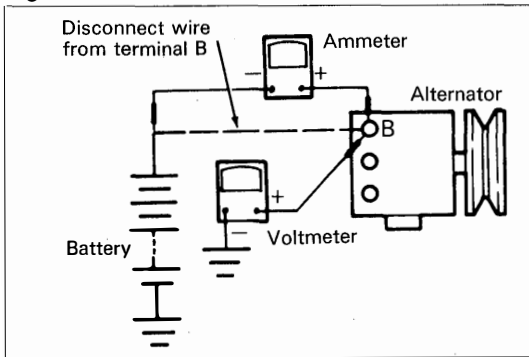 Disconnect wire
from terminal B
Ammeter
– +
Alternator
B
+
–
Voltmeter
Battery